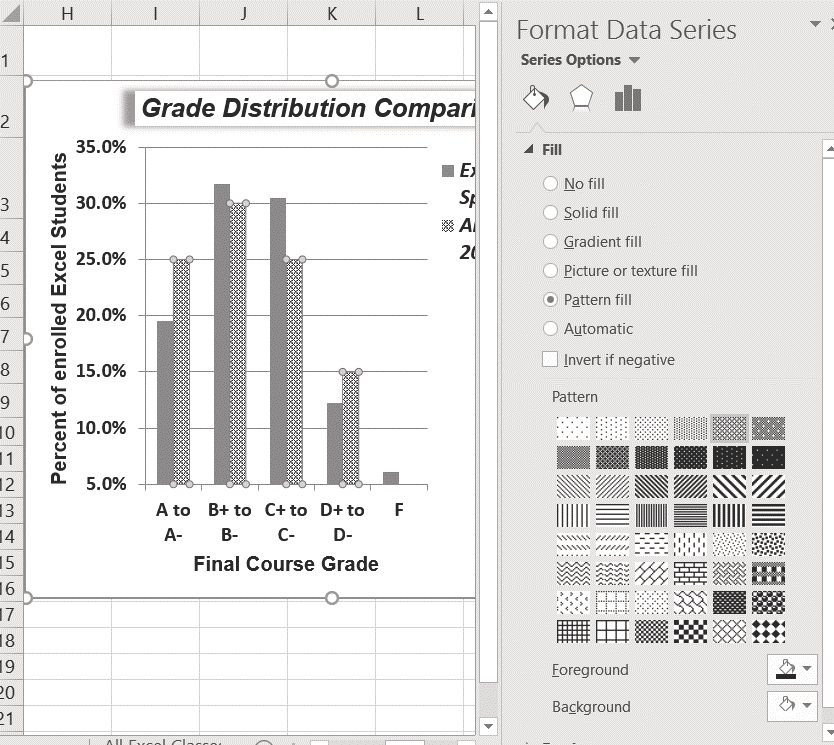 H I J K L
Format Data Series
Series Options
1
2
3
4
5
6
7
8
9
10
11
12
13
14
15
16
17
18
19
20
21
Grade Distribution Compari
35.0%
30.0%
25.0%
20.0%
15.0%
10.0%
5.0%
Percent of enrolled Excel Students
Ex
Sp
A
20
A to
A-
B+ to
B-
C+ to
C-
D+ to
D-
F
Final Course Grade
Fill
No fill
Solid fill
Gradient fill
Picture or texture fill
Pattern fill
Automatic
Invert if negative
Pattern
Foreground
Background
All Excel Classes